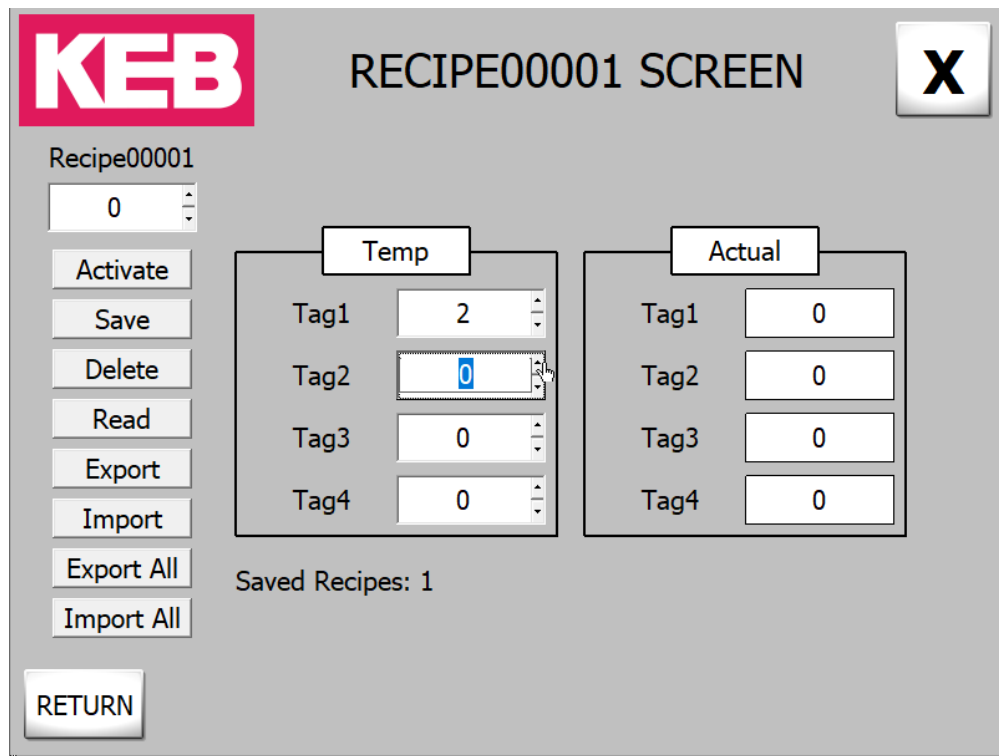 KEB
RECIPE00001 SCREEN
X
Recipe00001
0
Activate
Save
Delete
Read
Export
Import
Export All
Import All
Temp
Tag1 2
Tag2 0
Tag3 0
Tag4 0
Actual
Tag1 0
Tag2 0
Tag3 0
Tag4 0
Saved Recipes: 1
RETURN